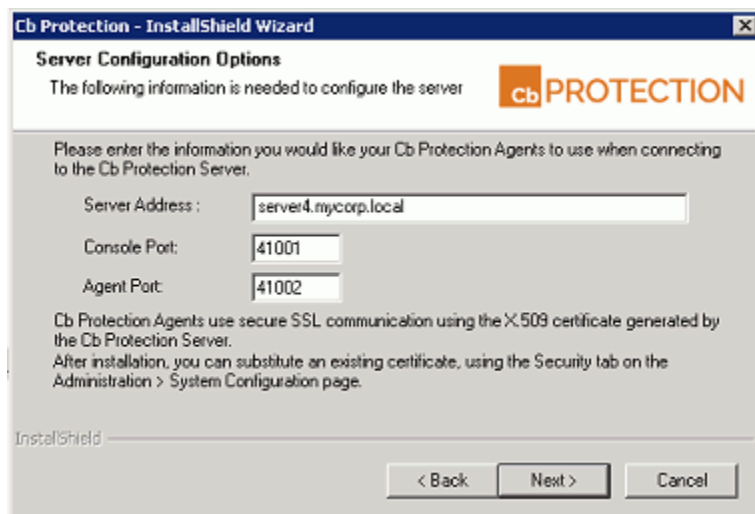 Cb Protection - InstallShield Wizard
Server Configuration Options
The following information is needed to configure the server
Cb PROTECTION
Please enter the information you would like your Cb Protection Agents to use when connecting
to the Cb Protection Server.
Server Address :
server4.mycorp.local
Console Port:
41001
Agent Port:
41002
Cb Protection Agents use secure SSL communication using the X.509 certificate generated by
the Cb Protection Server.
After installation, you can substitute an existing certificate, using the Security tab on the
Administration > System Configuration page.
InstallShield
< Back
Next >
Cancel